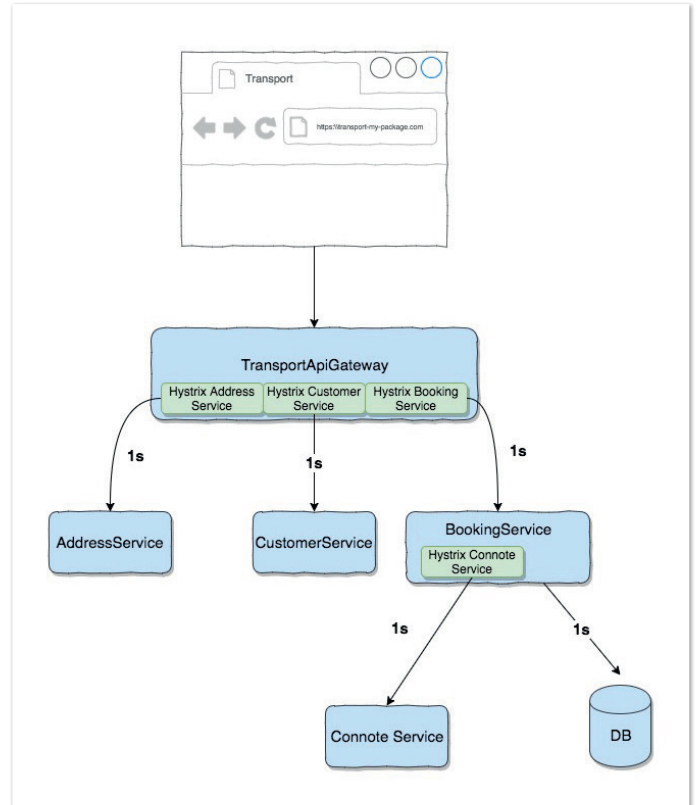 Transport
https://transport-my-package.com
TransportApiGateway
Hystrix Address
Service
Hystrix Customer
Service
Hystrix Booking
Service
1s
1s
1s
AddressService
CustomerService
BookingService
Hystrix Connote
Service
1s
1s
Connote Service
DB